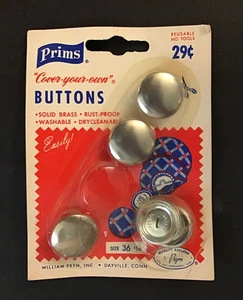 Prims
REUSABLE
NO TOOLS
29¢
"Cover-your-own"®
BUTTONS
•SOLID BRASS •RUST-PROOF
•WASHABLE •DRYCLEANABLE
Easily!
SIZE 36
Prym
WILLIAM PRYM, INC. • DAYVILLE, CONN.